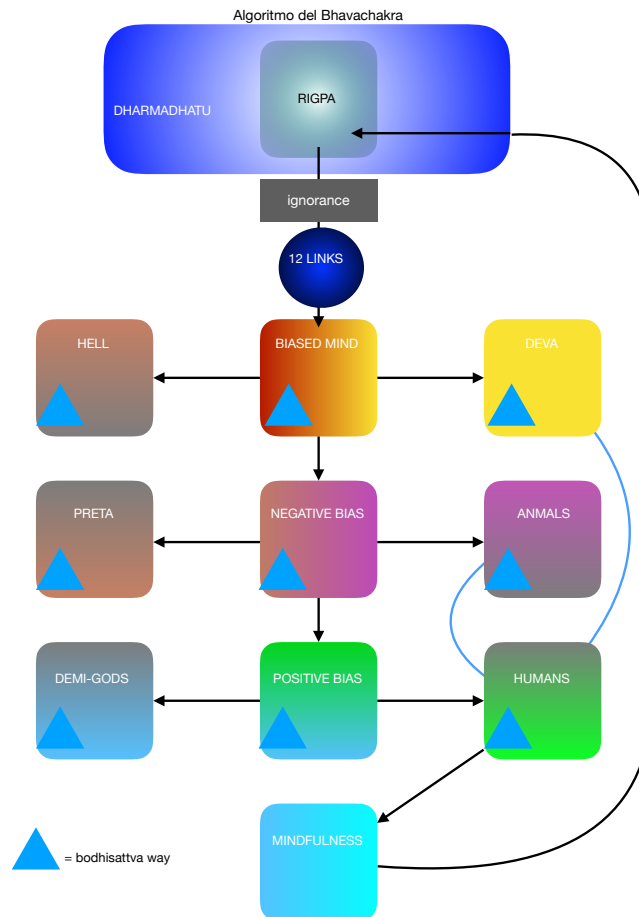 Algoritmo del Bhavachakra
RIGPA
DHARMADHATU
ignorance
12 LINKS
HELL
BIASED MIND
DEVA
PRETA
NEGATIVE BIAS
ANMALS
DEMI-GODS
POSITIVE BIAS
HUMANS
MINDFULNESS
= bodhisattva way